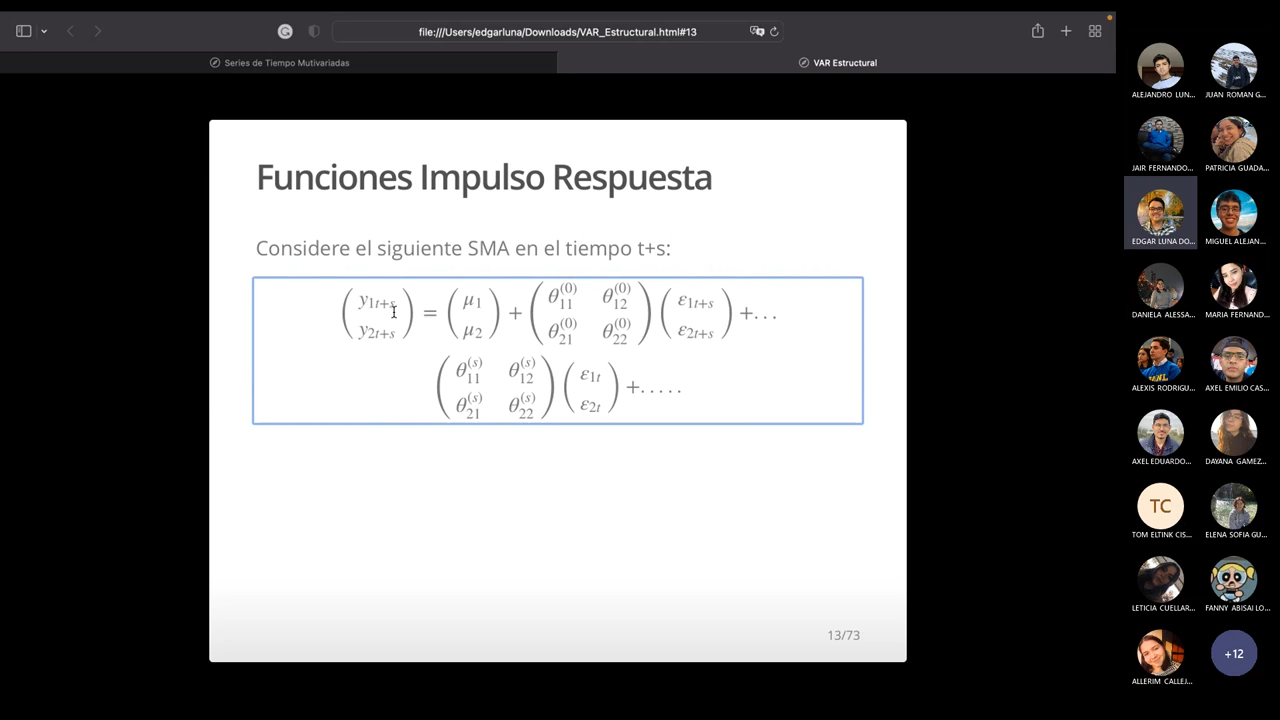 file:///Users/edgarluna/Downloads/VAR_Estructural.html#13
Series de Tiempo Mutivariadas
VAR Estructural
Funciones Impulso Respuesta
Considere el siguiente SMA en el tiempo t+s:
(y₁ₜ₊ₛ y₂ₜ₊ₛ) = (μ₁ μ₂) + (θ₁₁⁽⁰⁾ θ₁₂⁽⁰⁾ θ₂₁⁽⁰⁾ θ₂₂⁽⁰⁾) (ε₁ₜ₊ₛ ε₂ₜ₊ₛ) +...
(θ₁₁⁽ˢ⁾ θ₁₂⁽ˢ⁾ θ₂₁⁽ˢ⁾ θ₂₂⁽ˢ⁾) (ε₁ₜ ε₂ₜ) +.....
13/73
ALEJANDRO LUN...
JUAN ROMAN G...
JAIR FERNANDO...
PATRICIA GUADA...
EDGAR LUNA DO...
MIGUEL ALEJAN...
DANIELA ALESSA...
MARIA FERNAND...
ALEXIS RODRIGU...
AXEL EMILIO CAS...
AXEL EDUARDO...
DAYANA GAMEZ...
TC
TOM ELTINK CIS...
ELENA SOFIA GU...
LETICIA CUELLAR...
FANNY ABISAI LO...
ALLERIM CALLEJ...
+12